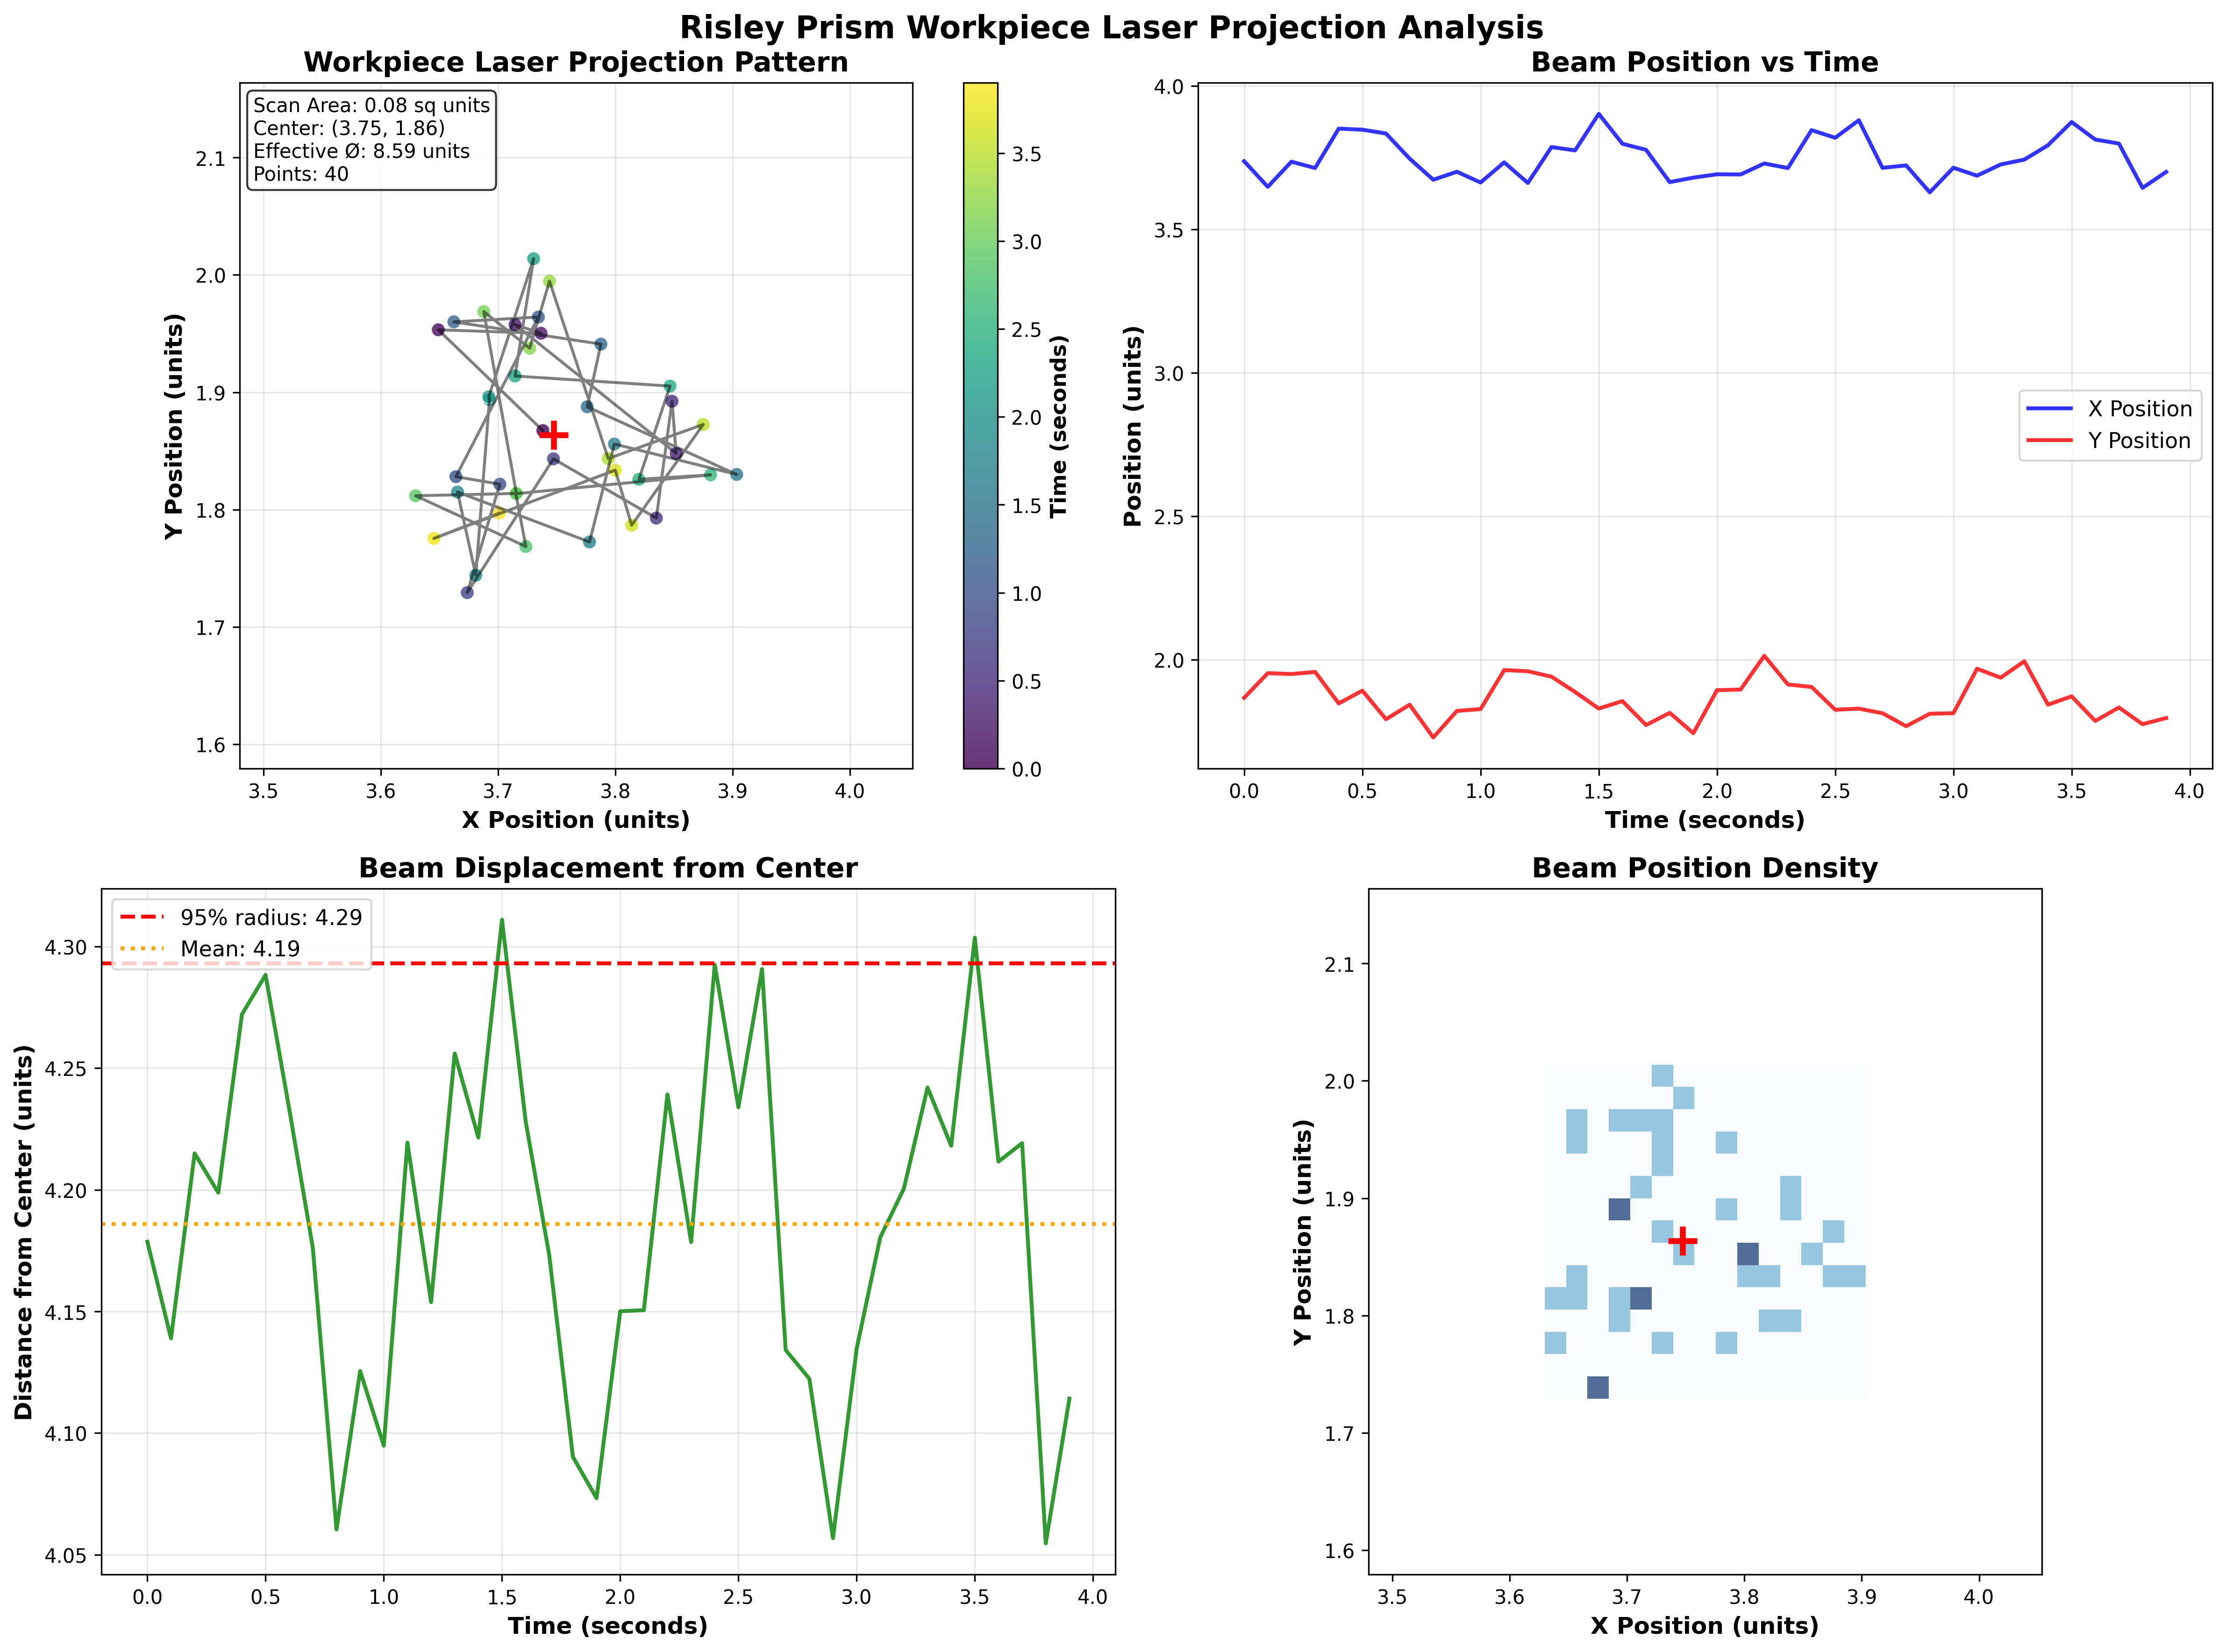 Risley Prism Workpiece Laser Projection Analysis
Workpiece Laser Projection Pattern
Scan Area: 0.08 sq units
Center: (3.75, 1.86)
Effective Ø: 8.59 units
Points: 40
Y Position (units)
2.1
2.0
1.9
1.8
1.7
1.6
3.5 3.6 3.7 3.8 3.9 4.0
X Position (units)
3.5
3.0
2.5
2.0
1.5
1.0
0.5
0.0
Time (seconds)
Beam Position vs Time
Position (units)
4.0
3.5
3.0
2.5
2.0
X Position
Y Position
0.0 0.5 1.0 1.5 2.0 2.5 3.0 3.5 4.0
Time (seconds)
Beam Displacement from Center
95% radius: 4.29
Mean: 4.19
Distance from Center (units)
4.30
4.25
4.20
4.15
4.10
4.05
0.0 0.5 1.0 1.5 2.0 2.5 3.0 3.5 4.0
Time (seconds)
Beam Position Density
Y Position (units)
2.1
2.0
1.9
1.8
1.7
1.6
3.5 3.6 3.7 3.8 3.9 4.0
X Position (units)